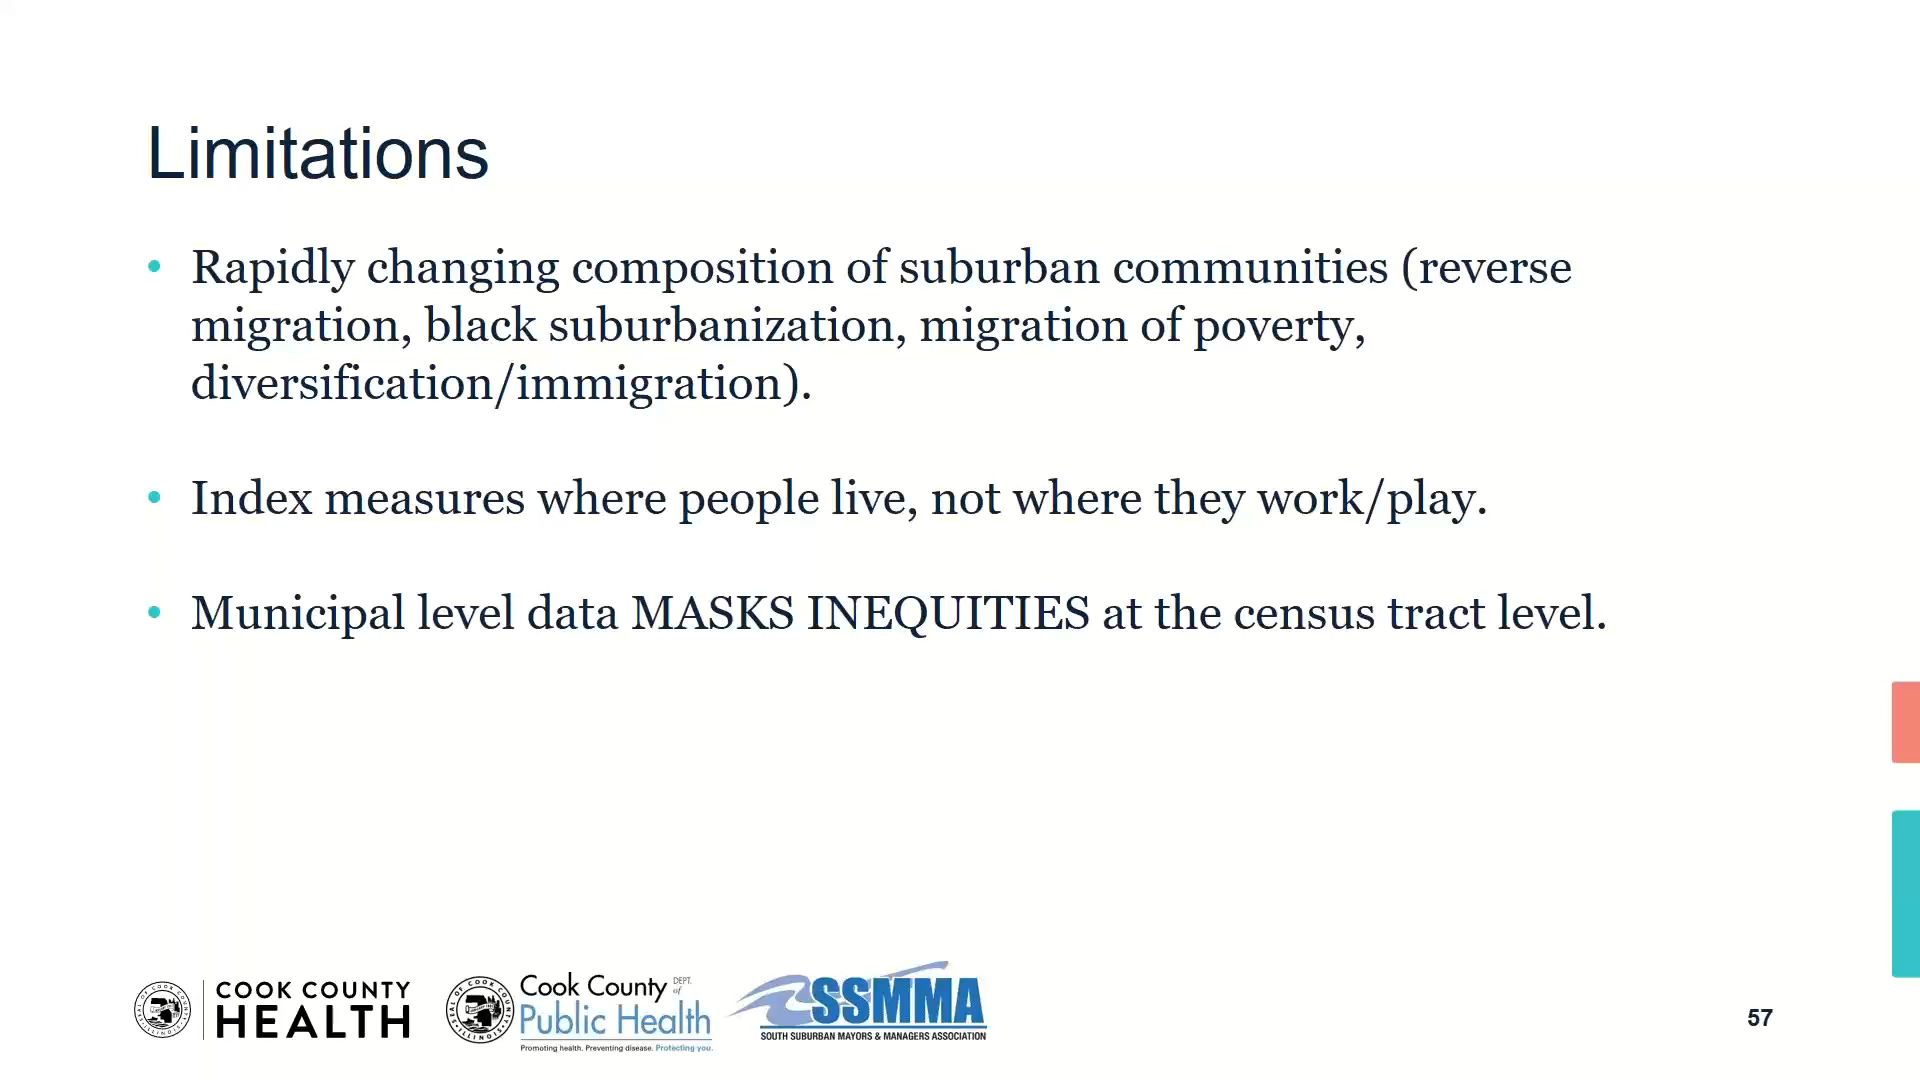 Limitations
• Rapidly changing composition of suburban communities (reverse
migration, black suburbanization, migration of poverty,
diversification/immigration).
• Index measures where people live, not where they work/play.
• Municipal level data MASKS INEQUITIES at the census tract level.
COOK COUNTY
HEALTH
Cook County DEPT. of
Public Health
Promoting health. Preventing disease. Protecting you.
SSMMA
SOUTH SUBURBAN MAYORS & MANAGERS ASSOCIATION
57